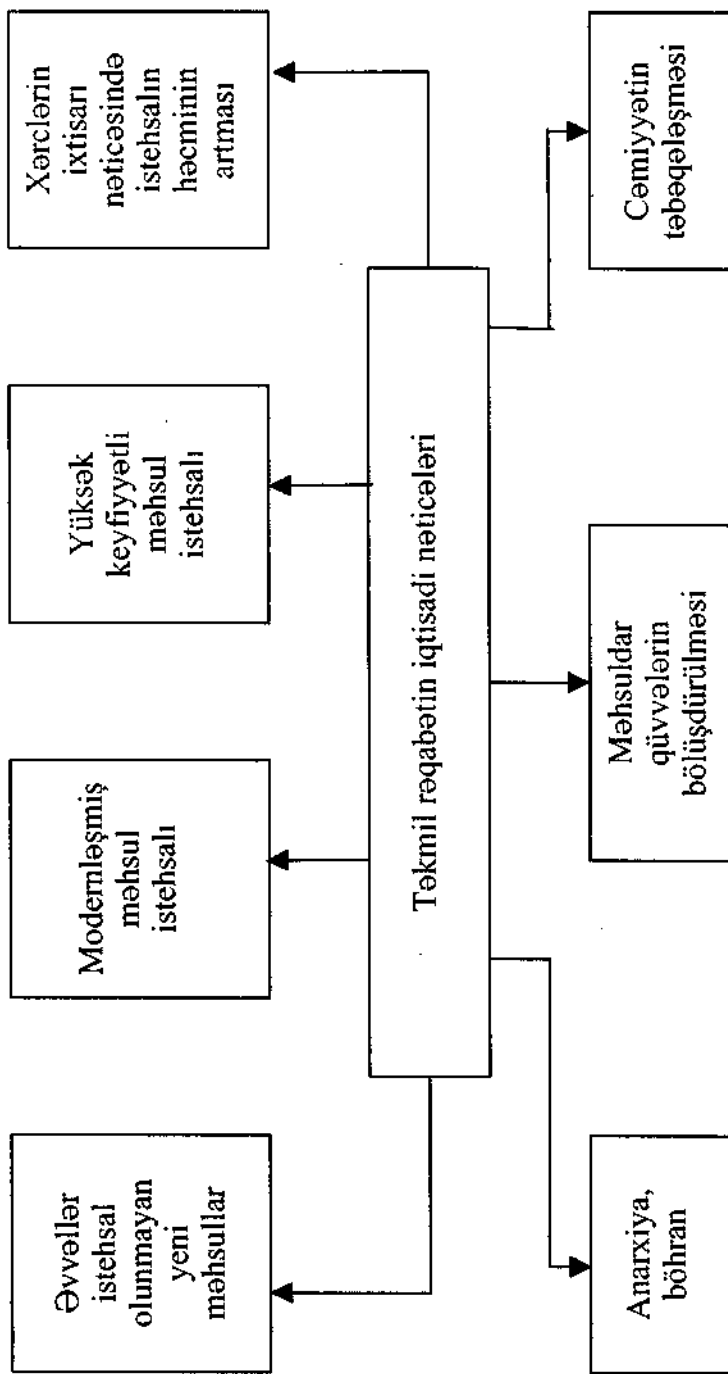 Əvvəllər
istehsal
olunmayan
yeni
məhsullar
Modernləşmiş
məhsul
istehsalı
Yüksək
keyfiyyətli
məhsul
istehsalı
Xərclərin
ixtisarı
nəticəsində
istehsalın
həcminin
artması
Təkmil rəqabətin iqtisadi nəticələri
Anarxiya,
böhran
Məhsuldar
qüvvələrin
bölüşdürülməsi
Cəmiyyətin
təbəqələşməsi